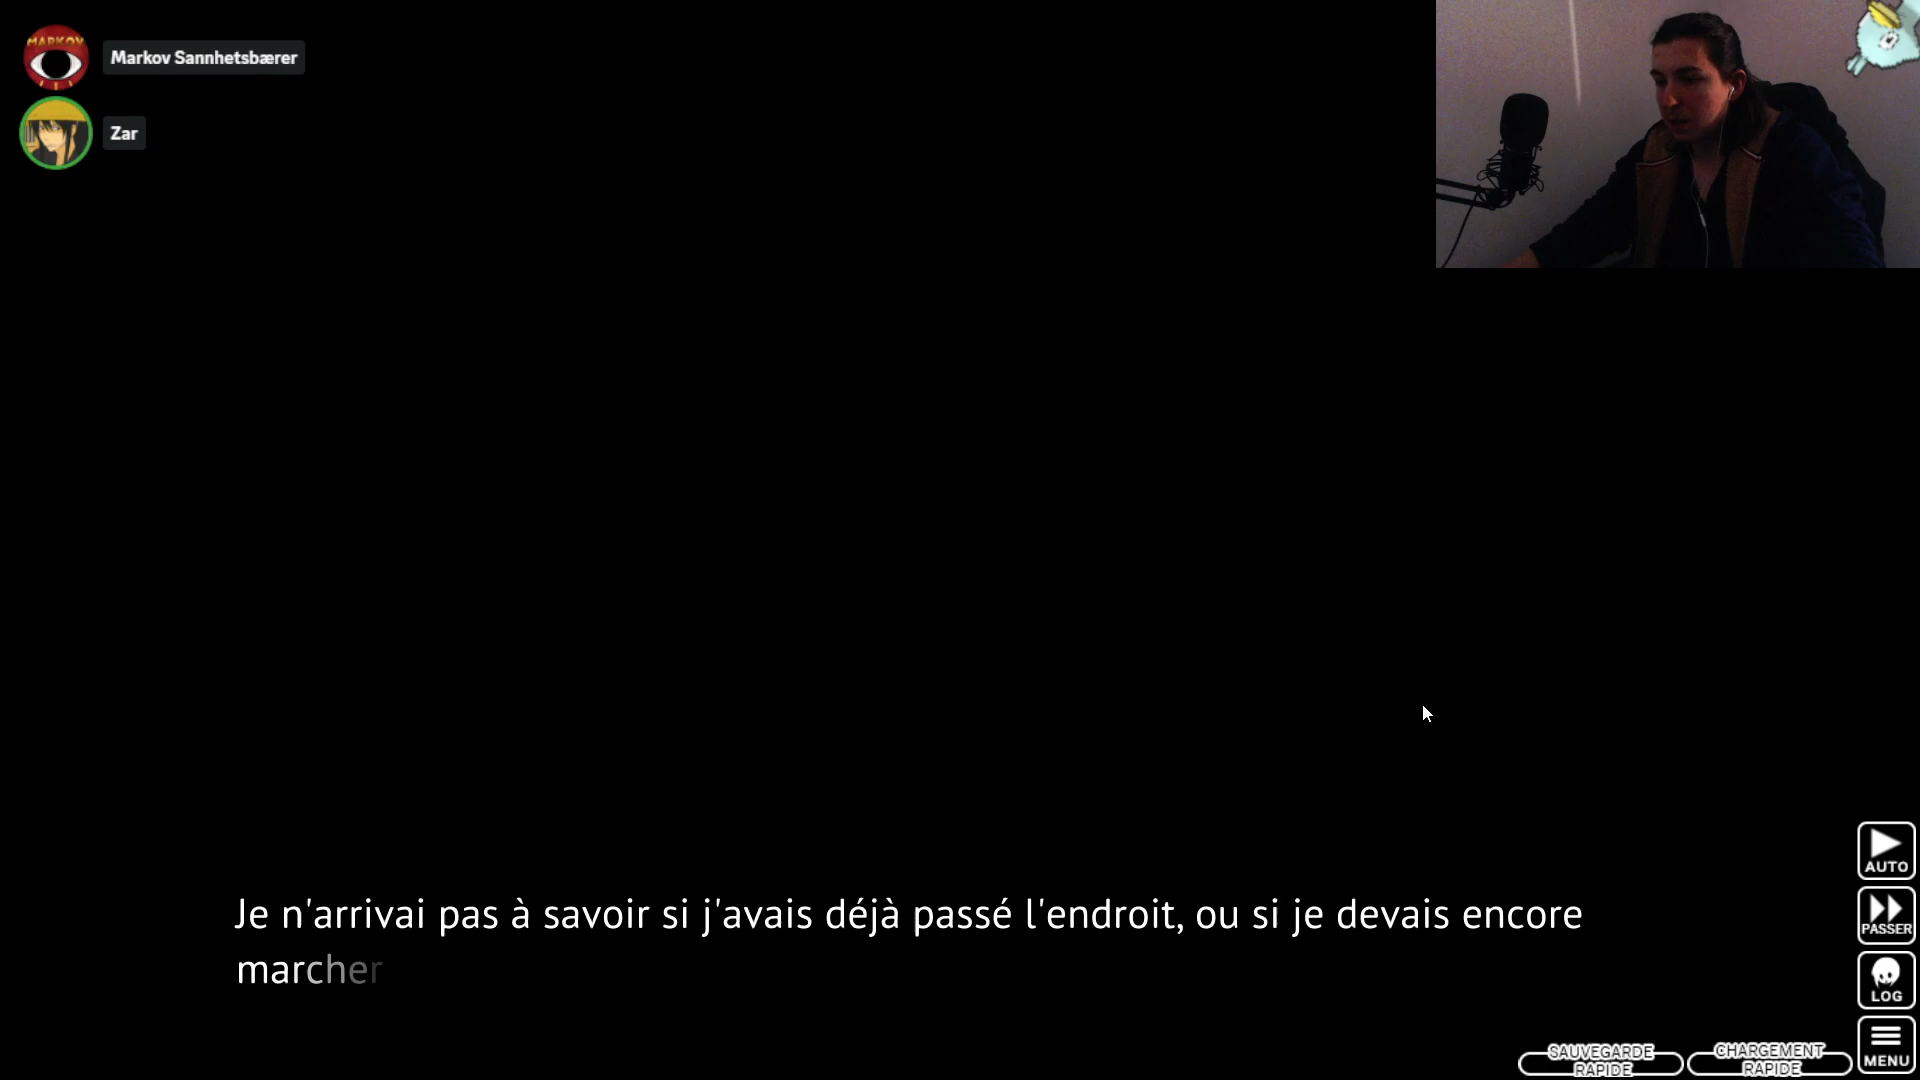 MARKOV
Markov Sannhetsbærer
Zar
Je n'arrivai pas à savoir si j'avais déjà passé l'endroit, ou si je devais encore
marcher
AUTO
PASSER
LOG
SAUVEGARDE
RAPIDE
CHARGEMENT
RAPIDE
MENU